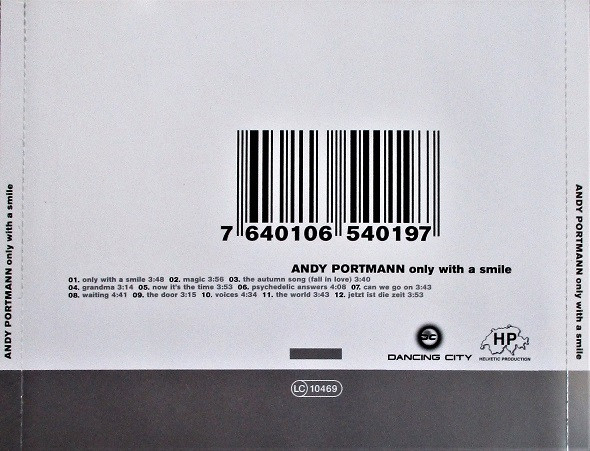 ANDY PORTMANN only with a smile
7 640106 540197
ANDY PORTMANN only with a smile
01. only with a smile 3:48 02. magic 3:56 03. the autumn song (fall in love) 3:40
04. grandma 3:14 05. now it's the time 3:53 06. psychedelic answers 4:08 07. can we go on 3:43
08. waiting 4:41 09. the door 3:15 10. voices 4:34 11. the world 3:43 12. jetzt ist die zeit 3:53
DC
DANCING CITY
HP
HELVETIC PRODUCTION
LC 10469
ANDY PORTMANN only with a smile